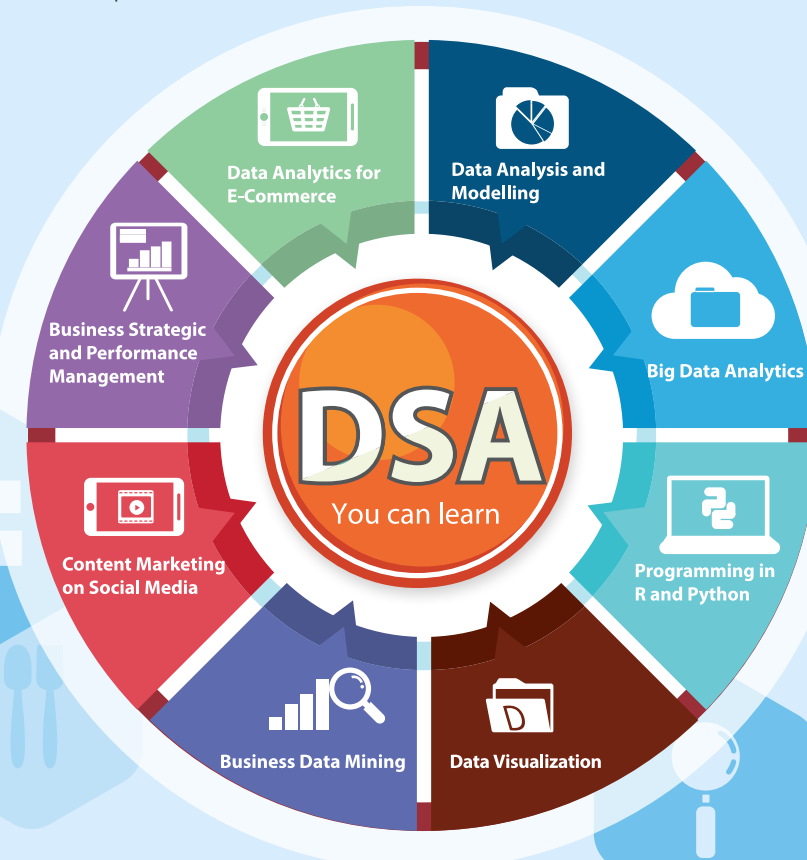 Data Analytics for
E-Commerce
Data Analysis and
Modelling
Business Strategic
and Performance
Management
Big Data Analytics
DSA
You can learn
Content Marketing
on Social Media
Programming in
R and Python
Business Data Mining
D
Data Visualization